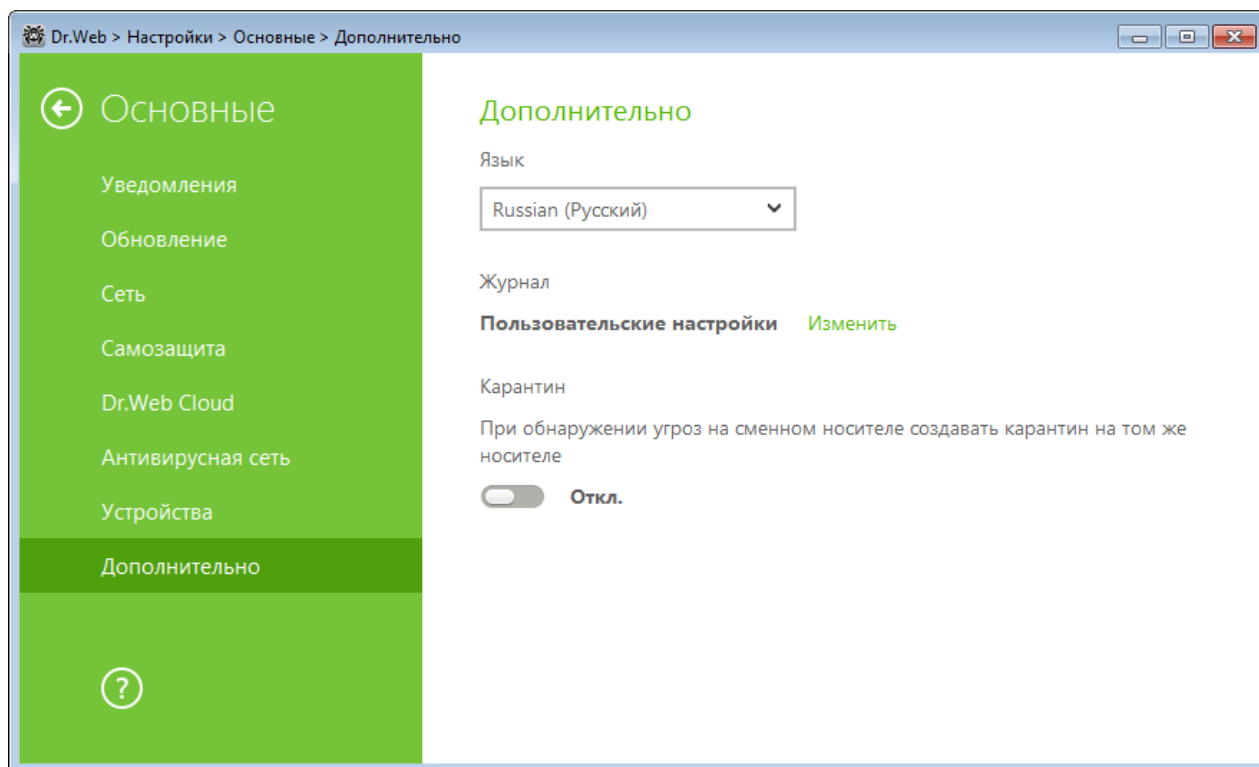 Dr.Web > Настройки > Основные > Дополнительно
Основные
Уведомления
Обновление
Сеть
Самозащита
Dr.Web Cloud
Антивирусная сеть
Устройства
Дополнительно
?
Дополнительно
Язык
Russian (Русский)
Журнал
Пользовательские настройки Изменить
Карантин
При обнаружении угроз на сменном носителе создавать карантин на том же
носителе
Откл.